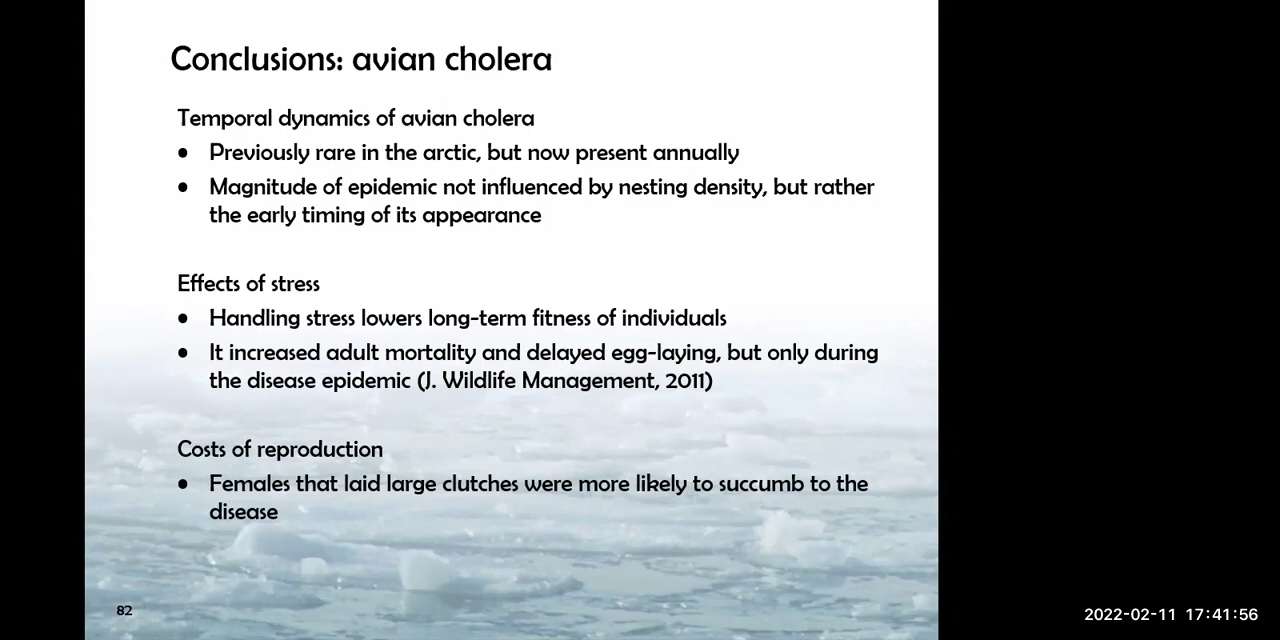 Conclusions: avian cholera
Temporal dynamics of avian cholera
• Previously rare in the arctic, but now present annually
• Magnitude of epidemic not influenced by nesting density, but rather
the early timing of its appearance
Effects of stress
• Handling stress lowers long-term fitness of individuals
• It increased adult mortality and delayed egg-laying, but only during
the disease epidemic (J. Wildlife Management, 2011)
Costs of reproduction
• Females that laid large clutches were more likely to succumb to the
disease
82
2022-02-11 17:41:56